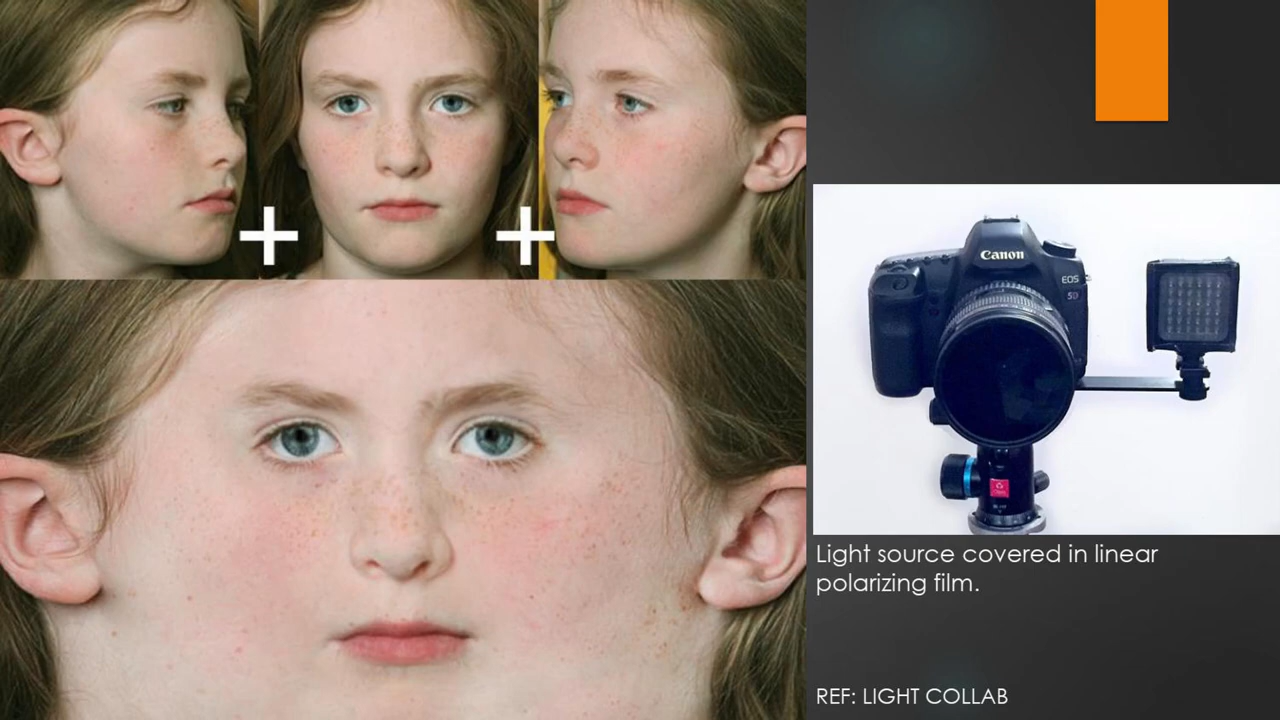 Canon
EOS
5D
Light source covered in linear
polarizing film.
REF: LIGHT COLLAB